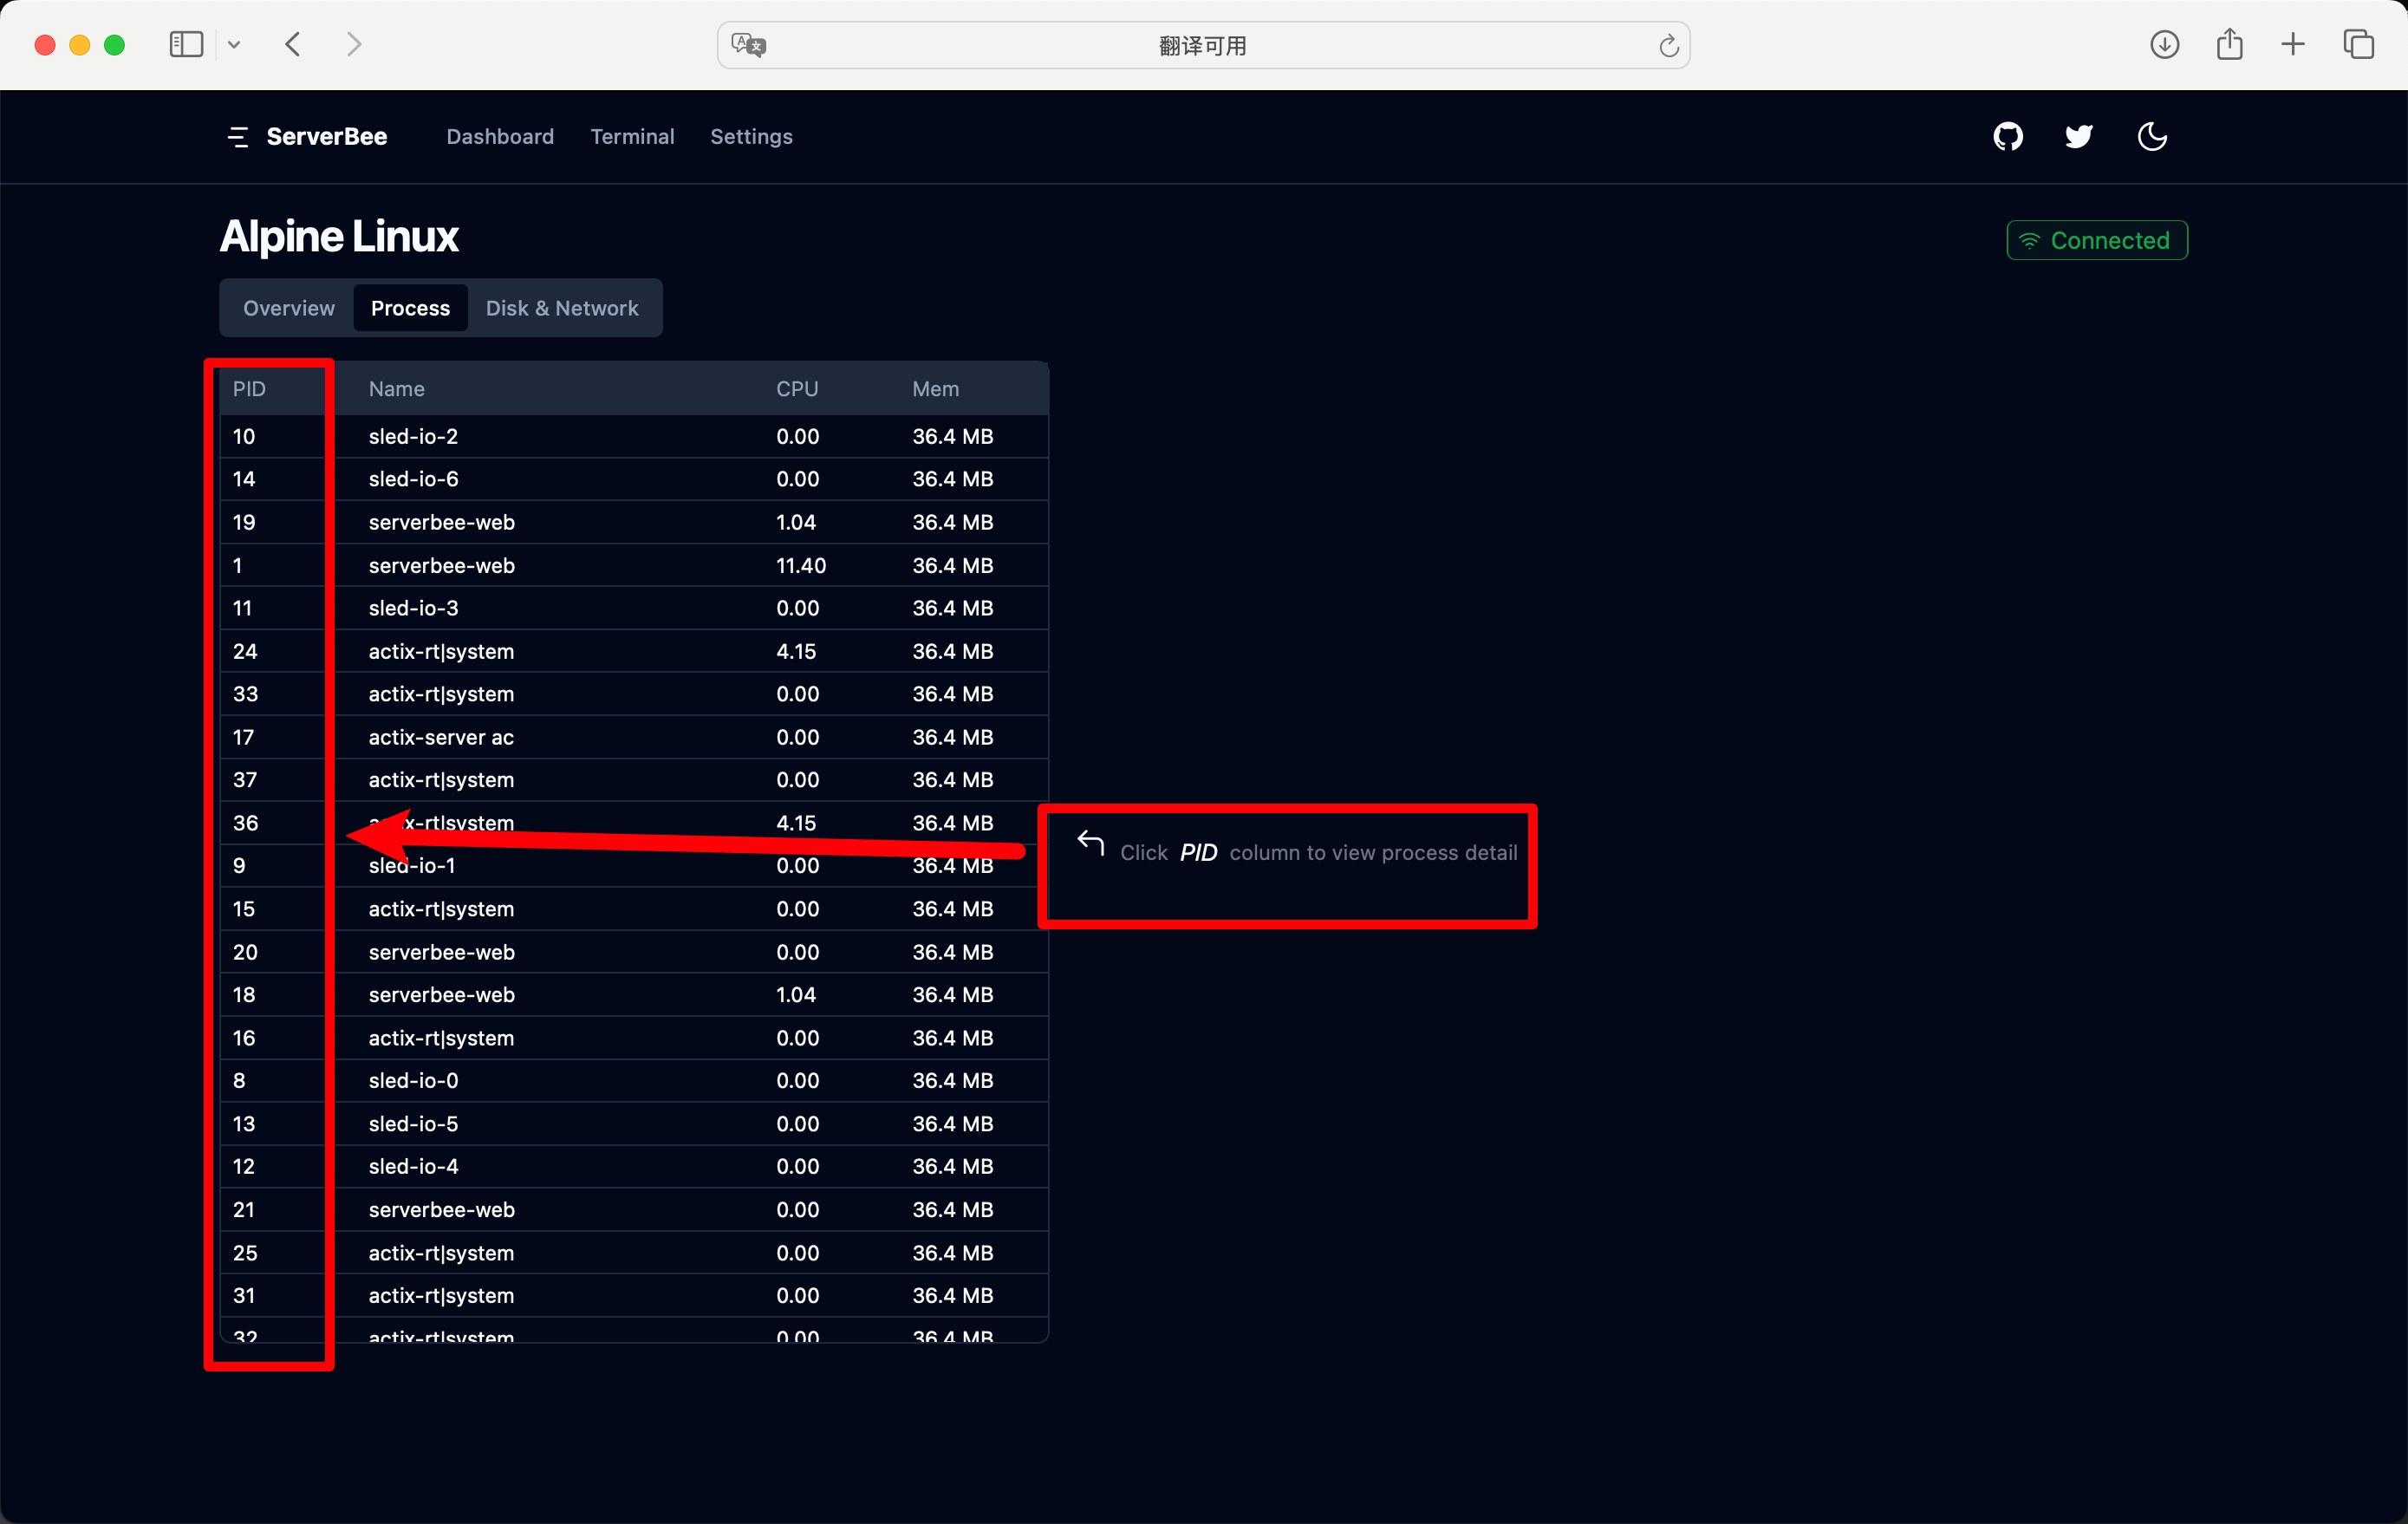 翻译可用
ServerBee Dashboard Terminal Settings
Alpine Linux
Connected
Overview Process Disk & Network
PID Name CPU Mem
10 sled-io-2 0.00 36.4 MB
14 sled-io-6 0.00 36.4 MB
19 serverbee-web 1.04 36.4 MB
1 serverbee-web 11.40 36.4 MB
11 sled-io-3 0.00 36.4 MB
24 actix-rt|system 4.15 36.4 MB
33 actix-rt|system 0.00 36.4 MB
17 actix-server ac 0.00 36.4 MB
37 actix-rt|system 0.00 36.4 MB
36 actix-rt|system 4.15 36.4 MB
Click PID column to view process detail
9 sled-io-1 0.00 36.4 MB
15 actix-rt|system 0.00 36.4 MB
20 serverbee-web 0.00 36.4 MB
18 serverbee-web 1.04 36.4 MB
16 actix-rt|system 0.00 36.4 MB
8 sled-io-0 0.00 36.4 MB
13 sled-io-5 0.00 36.4 MB
12 sled-io-4 0.00 36.4 MB
21 serverbee-web 0.00 36.4 MB
25 actix-rt|system 0.00 36.4 MB
31 actix-rt|system 0.00 36.4 MB
32 actix-rt|system 0.00 36.4 MB